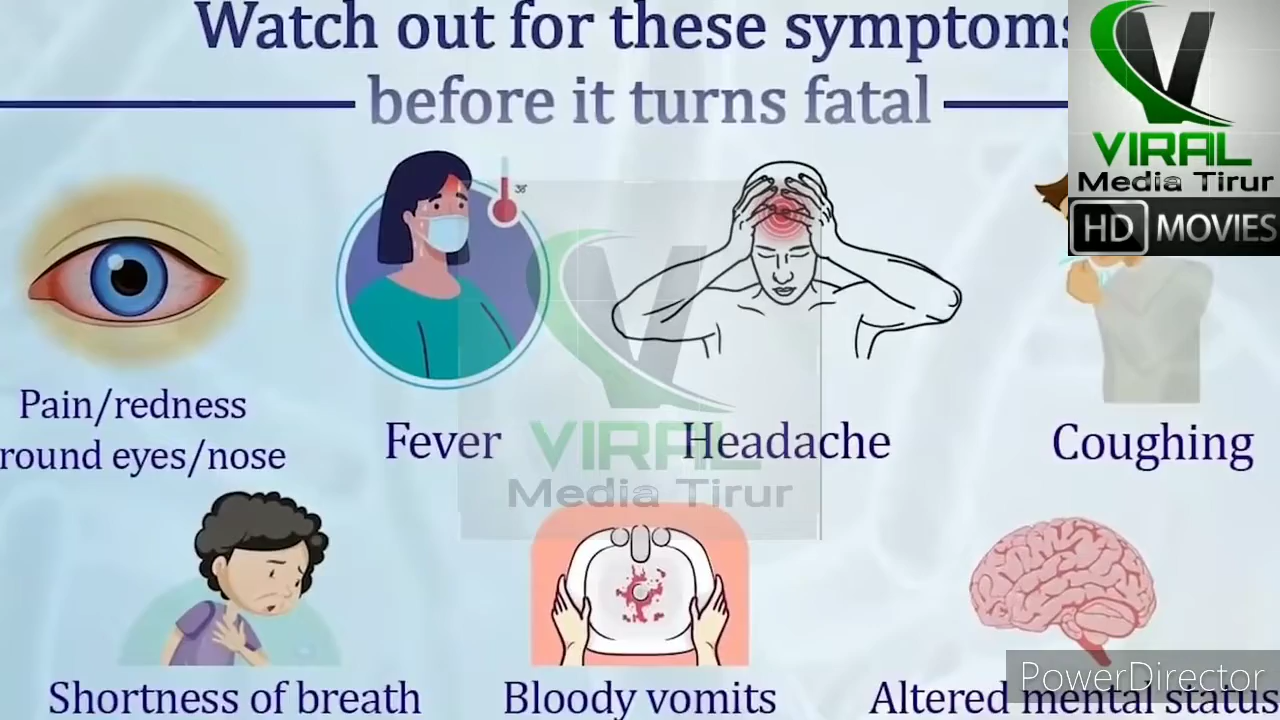 Watch out for these symptoms
before it turns fatal
VIRAL
Media Tirur
HD MOVIES
38°
Pain/redness
round eyes/nose
Fever
Headache
Coughing
VIRAL
Media Tirur
Shortness of breath
Bloody vomits
Altered mental status
PowerDirector